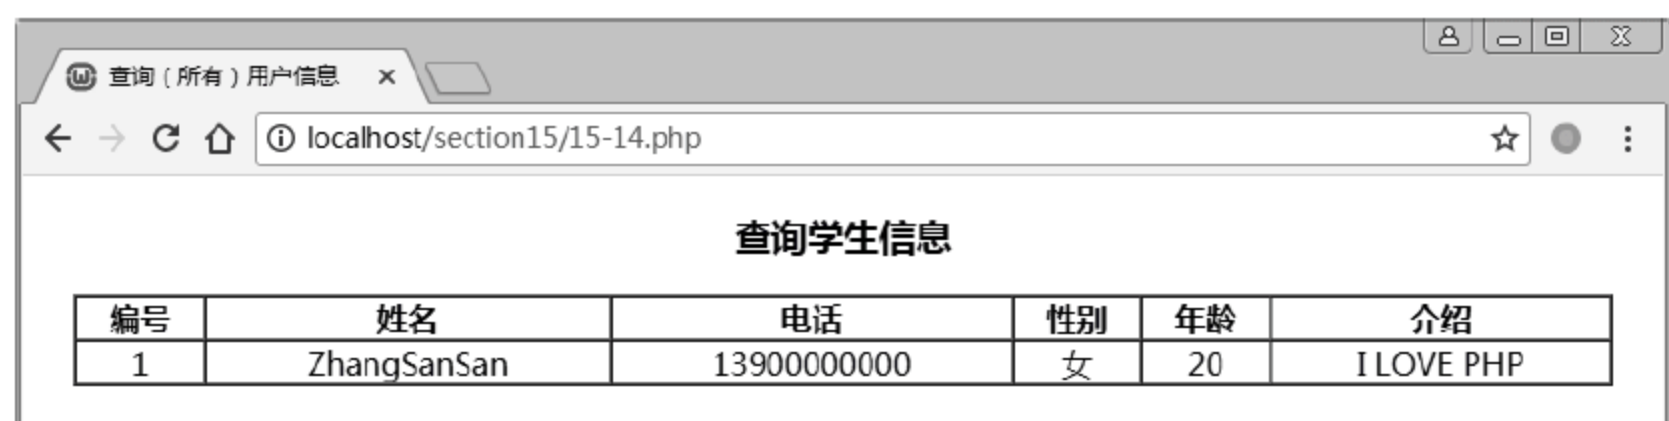 查询（所有）用户信息
localhost/section15/15-14.php
查询学生信息
编号 姓名 电话 性别 年龄 介绍
1 ZhangSanSan 13900000000 女 20 I LOVE PHP